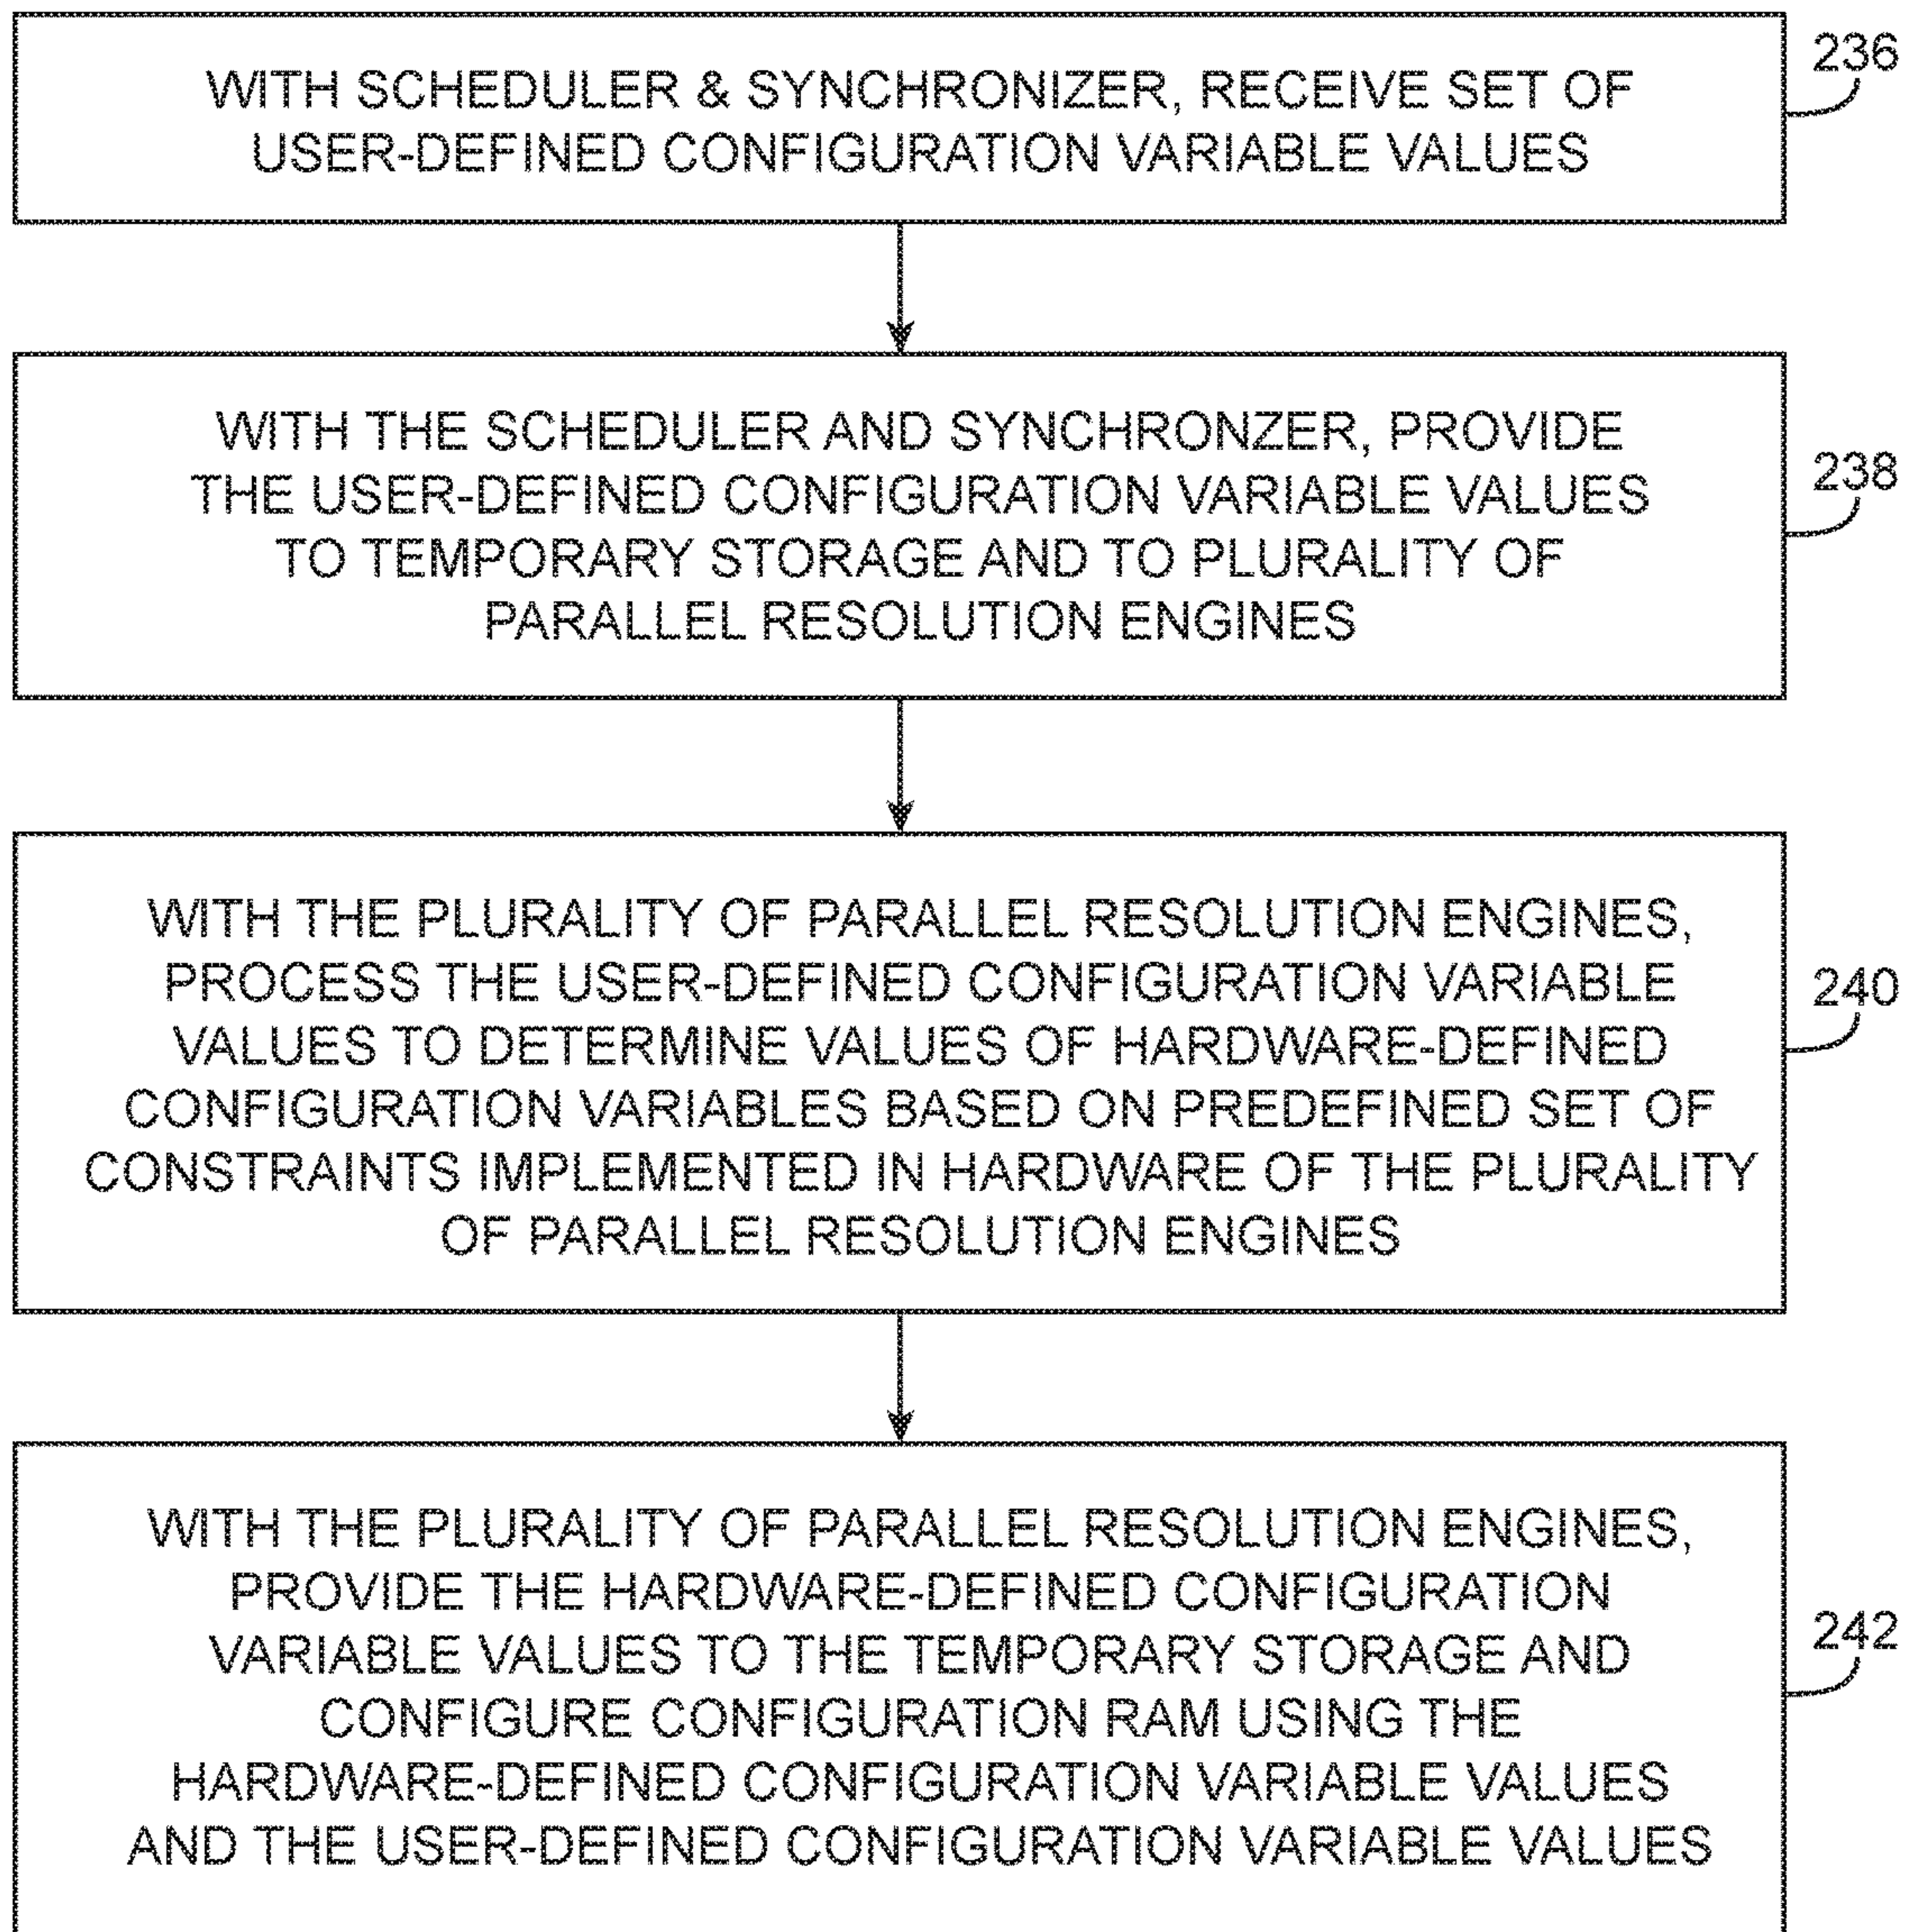 WITH SCHEDULER & SYNCHRONIZER, RECEIVE SET OF
USER-DEFINED CONFIGURATION VARIABLE VALUES
236
WITH THE SCHEDULER AND SYNCHRONZER, PROVIDE
THE USER-DEFINED CONFIGURATION VARIABLE VALUES
TO TEMPORARY STORAGE AND TO PLURALITY OF
PARALLEL RESOLUTION ENGINES
238
WITH THE PLURALITY OF PARALLEL RESOLUTION ENGINES,
PROCESS THE USER-DEFINED CONFIGURATION VARIABLE
VALUES TO DETERMINE VALUES OF HARDWARE-DEFINED
CONFIGURATION VARIABLES BASED ON PREDEFINED SET OF
CONSTRAINTS IMPLEMENTED IN HARDWARE OF THE PLURALITY
OF PARALLEL RESOLUTION ENGINES
240
WITH THE PLURALITY OF PARALLEL RESOLUTION ENGINES,
PROVIDE THE HARDWARE-DEFINED CONFIGURATION
VARIABLE VALUES TO THE TEMPORARY STORAGE AND
CONFIGURE CONFIGURATION RAM USING THE
HARDWARE-DEFINED CONFIGURATION VARIABLE VALUES
AND THE USER-DEFINED CONFIGURATION VARIABLE VALUES
242